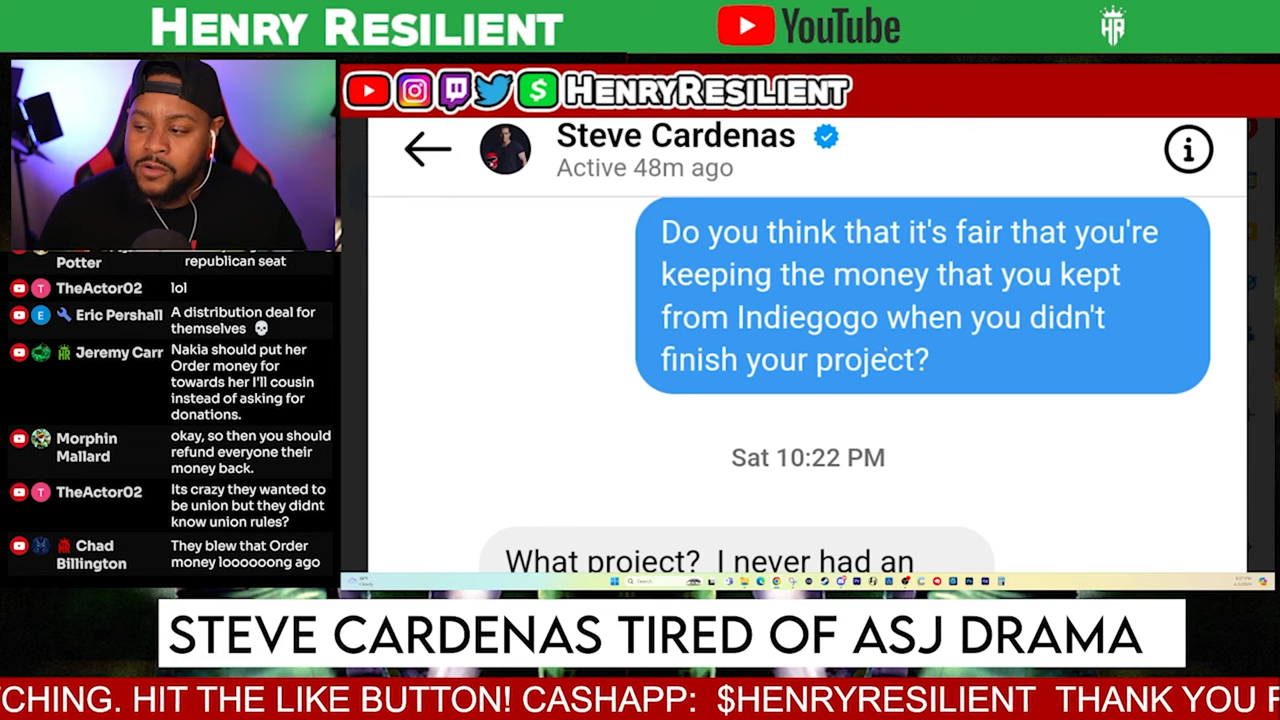 HENRY RESILIENT
YouTube
HR
HENRYRESILIENT
Steve Cardenas
Active 48m ago
Do you think that it's fair that you're
keeping the money that you kept
from Indiegogo when you didn't
finish your project?
Sat 10:22 PM
What project? I never had an
Potter
republican seat
TheActor02
lol
Eric Pershall
A distribution deal for
themselves 💀
Jeremy Carr
Nakia should put her
Order money for
towards her I'll cousin
instead of asking for
donations.
Morphin
Mallard
okay, so then you should
refund everyone their
money back.
TheActor02
Its crazy they wanted to
be union but they didnt
know union rules?
Chad
Billington
They blew that Order
money loooooong ago
Search
STEVE CARDENAS TIRED OF ASJ DRAMA
TCHING. HIT THE LIKE BUTTON! CASHAPP: $HENRYRESILIENT THANK YOU F